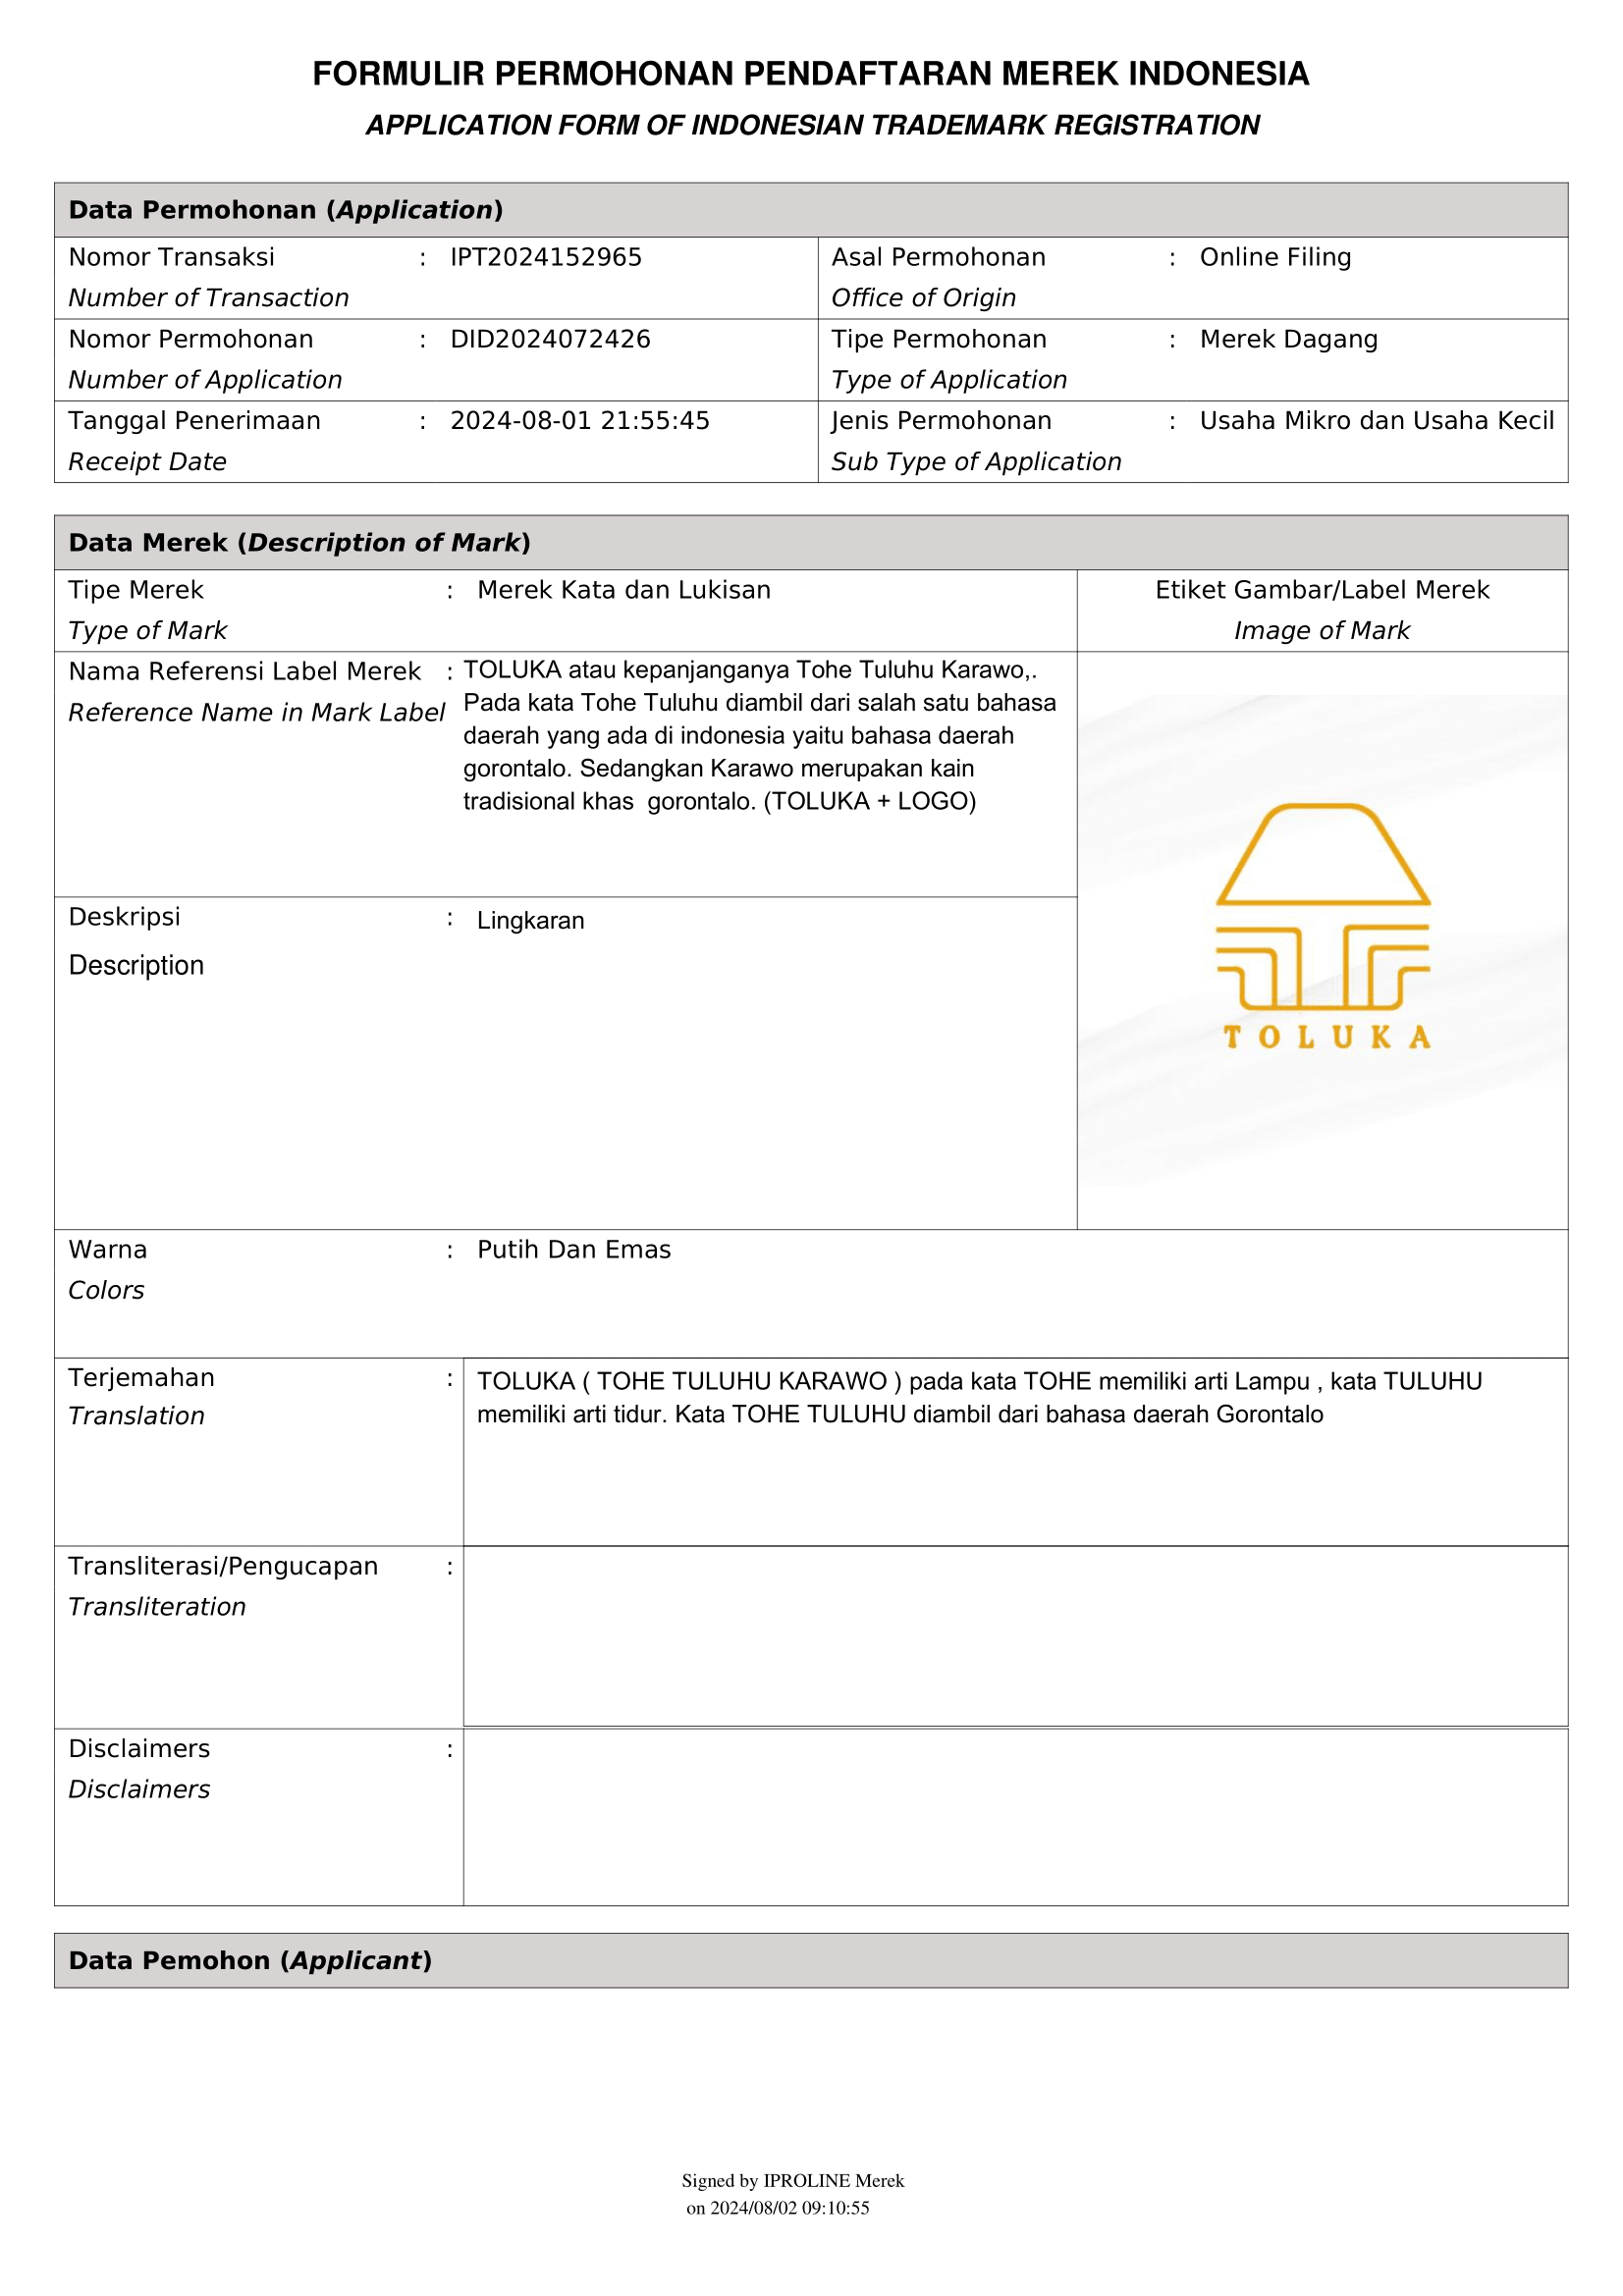 FORMULIR PERMOHONAN PENDAFTARAN MEREK INDONESIA
APPLICATION FORM OF INDONESIAN TRADEMARK REGISTRATION
Data Permohonan (Application)
Nomor Transaksi : IPT2024152965
Number of Transaction
Asal Permohonan : Online Filing
Office of Origin
Nomor Permohonan : DID2024072426
Number of Application
Tipe Permohonan : Merek Dagang
Type of Application
Tanggal Penerimaan : 2024-08-01 21:55:45
Receipt Date
Jenis Permohonan : Usaha Mikro dan Usaha Kecil
Sub Type of Application
Data Merek (Description of Mark)
Tipe Merek : Merek Kata dan Lukisan
Type of Mark
Etiket Gambar/Label Merek
Image of Mark
Nama Referensi Label Merek : TOLUKA atau kepanjanganya Tohe Tuluhu Karawo,.
Reference Name in Mark Label Pada kata Tohe Tuluhu diambil dari salah satu bahasa
daerah yang ada di indonesia yaitu bahasa daerah
gorontalo. Sedangkan Karawo merupakan kain
tradisional khas  gorontalo. (TOLUKA + LOGO)
TOLUKA
Deskripsi : Lingkaran
Description
Warna : Putih Dan Emas
Colors
Terjemahan : TOLUKA ( TOHE TULUHU KARAWO ) pada kata TOHE memiliki arti Lampu , kata TULUHU
Translation memiliki arti tidur. Kata TOHE TULUHU diambil dari bahasa daerah Gorontalo
Transliterasi/Pengucapan :
Transliteration
Disclaimers :
Disclaimers
Data Pemohon (Applicant)
Signed by IPROLINE Merek
on 2024/08/02 09:10:55